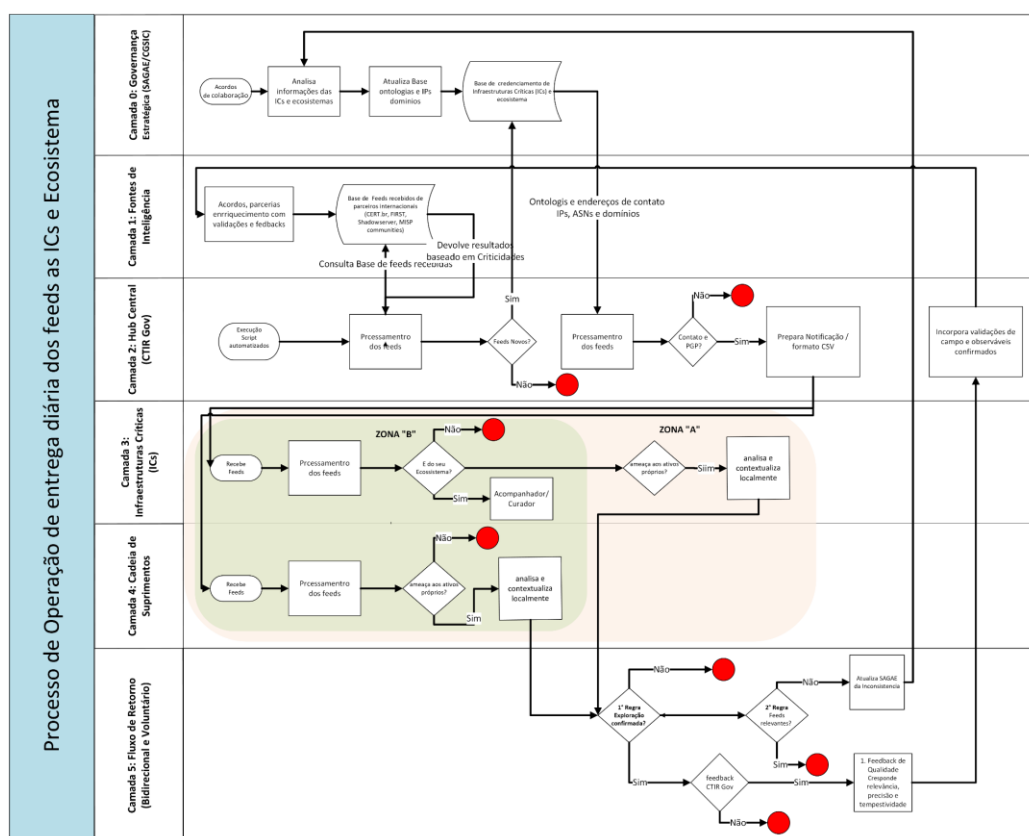 Processo de Operação de entrega diária dos feeds as ICs e Ecosistema
Camada 0: Governança
Estratégica (SAGAE/CGSIC)
Acordos
de colaboração
Analisa
informações das
ICs e ecosistemas
Atualiza Base
ontologias e IPs
domínios
Base de credenciamento de
Infraestruturas Críticas (ICs) e
ecosistema
Camada 1: Fontes de
Inteligência
Acordos, parcerias
enrriquecimento com
validações e fedbacks
Base de Feeds recebidos de
parceiros internacionais
(CERT.br, FIRST,
Shadowserver, MISP
communities)
Devolve resultados
baseado em Criticidades
Consulta Base de feeds recebidas
Ontologis e endereços de contato
IPs, ASNs e domínios
Camada 2: Hub Central
(CTIR Gov)
Execução
Script
automatizados
Prcessamento
dos feeds
Sim
Feeds Novos?
Não
Prcessamento
dos feeds
Não
Contato e
PGP?
Sim
Prepara Notificação /
formato CSV
Incorpora validações de
campo e observáveis
confirmados
Camada 3:
Infraestruturas Críticas
(ICs)
ZONA "B"
ZONA "A"
Recebe
Feeds
Prcessamento
dos feeds
Não
E do seu
Ecosistema?
Sim
Acompanhador/
Curador
ameaça aos ativos
próprios?
Siim
analisa e
contextualiza
localmente
Camada 4: Cadeia de
Suprimentos
Recebe
Feeds
Prcessamento
dos feeds
Não
ameaça aos ativos
próprios?
Sim
analisa e
contextualiza
localmente
Camada 5: Fluxo de Retorno
(Bidirecional e Voluntário)
Não
1° Regra
Exploração
confirmada?
Sim
Não
2° Regra
Feeds
relevantes?
Sim
Atualiza SAGAE
da Inconsistencia
feedback
CTIR Gov
Sim
Não
1. Feedback de
Qualidade
Cresponde
relevância,
precisão e
tempestividade